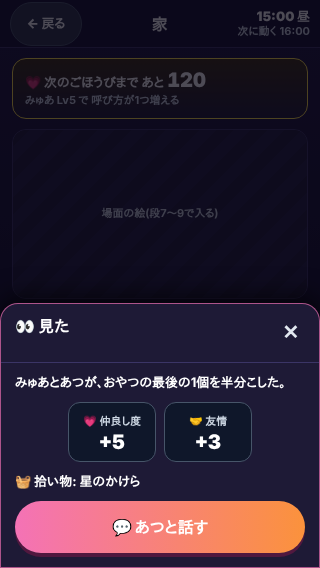 ← 戻る
家
15:00 昼
次に動く 16:00
💗 次のごほうびまで あと 120
みゅあ Lv5 で 呼び方が1つ増える
場面の絵(段7〜9で入る)
👀 見た
✕
みゅあとあつが、おやつの最後の1個を半分こした。
💗 仲良し度
+5
🤝 友情
+3
🧺 拾い物: 星のかけら
💬 あつと話す